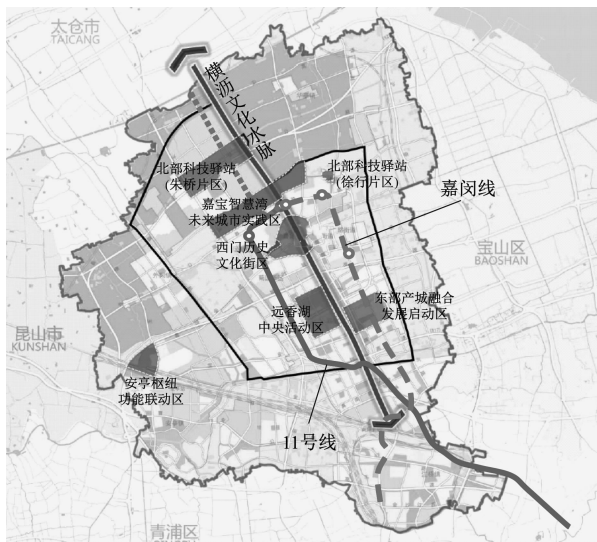 太仓市
TAICANG
横沥文化水脉
北部科技驿站
(朱桥片区)
北部科技驿站
(徐行片区)
嘉宝智慧湾
未来城市实践区
嘉闵线
西门历史
文化街区
宝山区
BAOSHAN
远香湖
中央活动区
东部产城融合
发展启动区
昆山市
KUNSHAN
安亭枢纽
功能联动区
11号线
青浦区